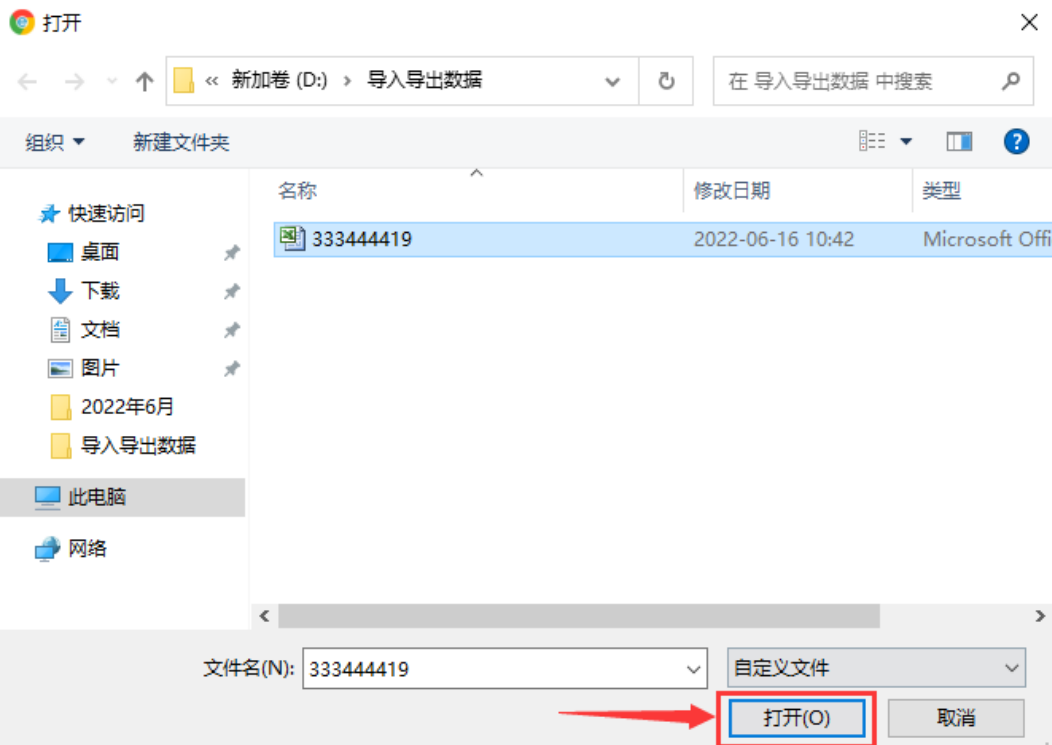 打开
« 新加卷 (D:) › 导入导出数据
在 导入导出数据 中搜索
组织 新建文件夹
名称 修改日期 类型
快速访问
桌面
下载
文档
图片
2022年6月
导入导出数据
此电脑
网络
333444419 2022-06-16 10:42 Microsoft Offi
文件名(N): 333444419 自定义文件
打开(O) 取消